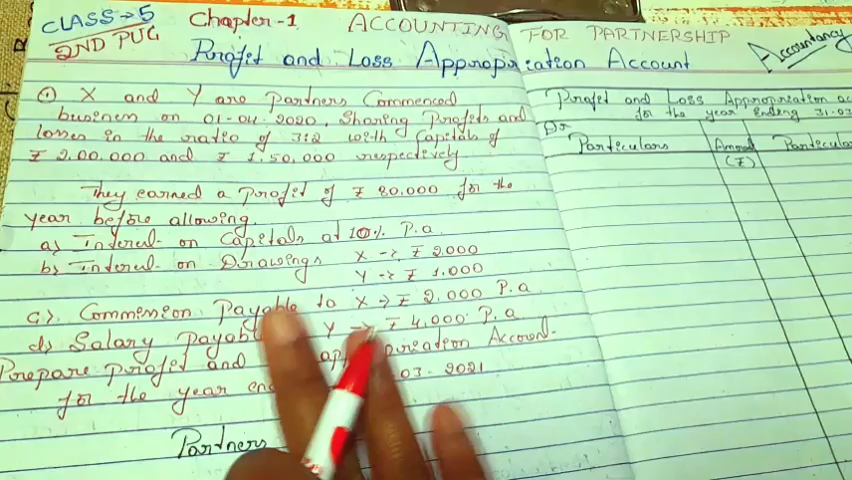 CLASS → 5
2ND PUC
Chapter-1 ACCOUNTING FOR PARTNERSHIP
Profit and Loss Appropriation Account
Accountancy
① X and Y are Partners Commenced
business on 01-04-2020, Sharing Profits and
losses in the ratio of 3:2 with Capitals of
₹ 2,00,000 and ₹ 1,50,000 respectively
They earned a Profit of ₹ 80,000 for the
year before allowing
a) Interest on Capitals at 10% P.a
b) Interest on Drawings X → ₹ 2,000
Y → ₹ 1,000
c) Commission Payable to X → ₹ 2,000 P.a
d) Salary Payable Y → ₹ 4,000 P.a
Prepare Profit and appropriation Account
for the year 03-2021
Partners
Profit and Loss Appropriation ac
for the year Ending 31-03
Dr
Particulars Amount Particula
(₹)